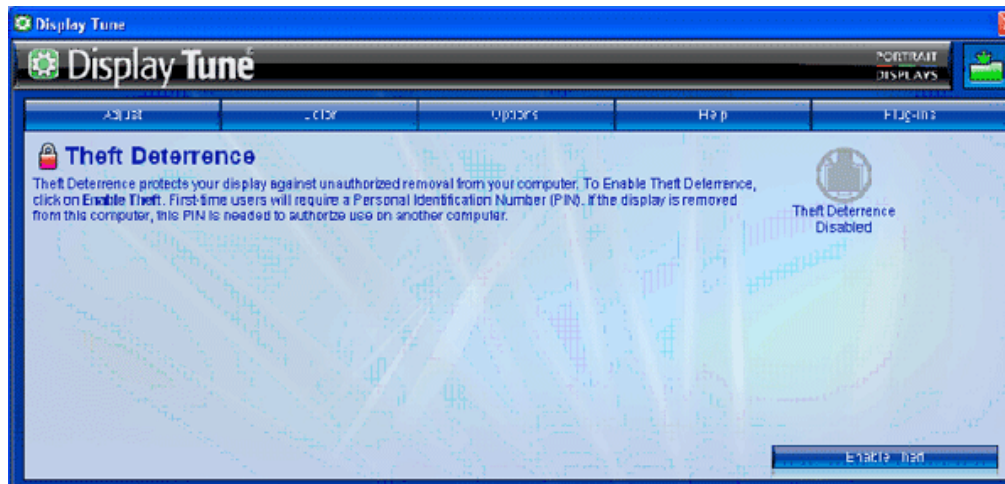 Display Tune
Display Tune
PORTRAIT
DISPLAYS
Adjust
Color
Options
Help
Plug-ins
Theft Deterrence
Theft Deterrence protects your display against unauthorized removal from your computer. To Enable Theft Deterrence,
click on Enable Theft. First-time users will require a Personal Identification Number (PIN). If the display is removed
from this computer, this PIN is needed to authorize use on another computer.
Theft Deterrence
Disabled
Enable Theft